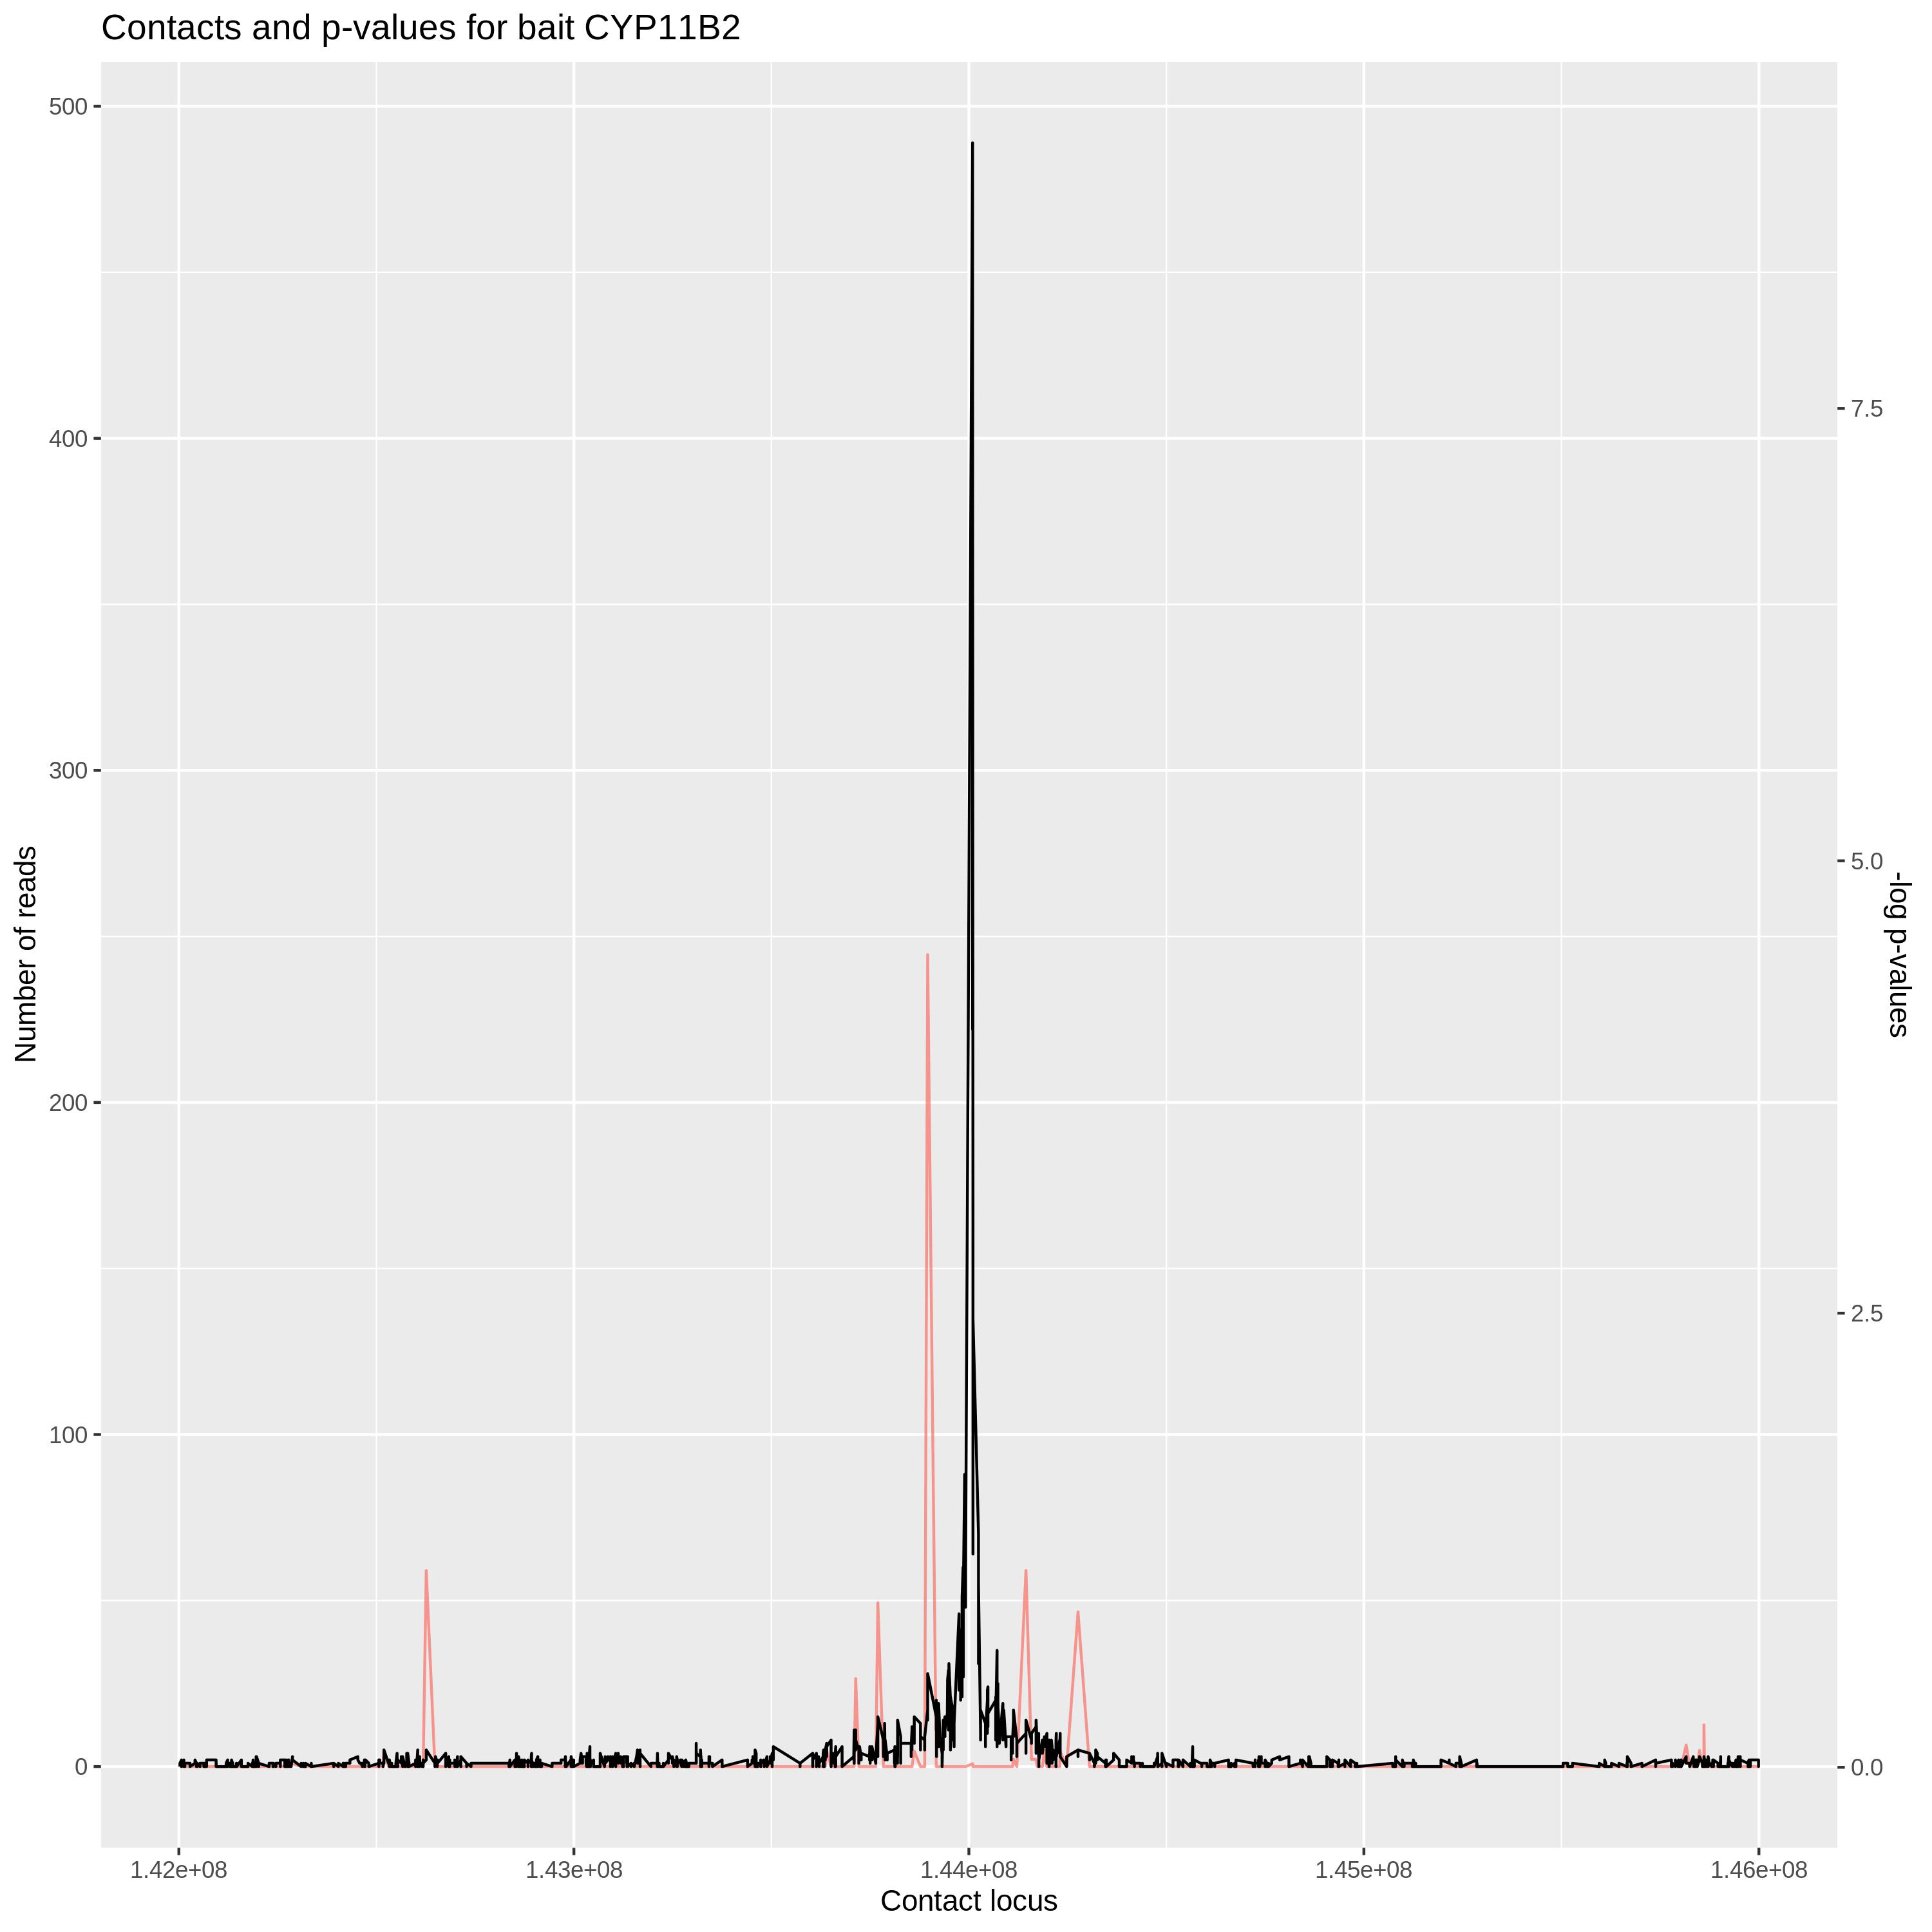 Contacts and p-values for bait CYP11B2
500
400
300
200
100
0
Number of reads
7.5
5.0
2.5
0.0
-log p-values
1.42e+08
1.43e+08
1.44e+08
1.45e+08
1.46e+08
Contact locus